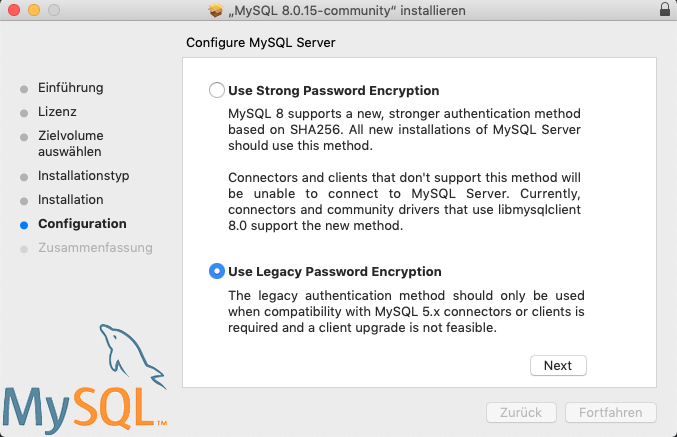 „MySQL 8.0.15-community“ installieren
Configure MySQL Server
Einführung
Lizenz
Zielvolume
auswählen
Installationstyp
Installation
Configuration
Zusammenfassung
Use Strong Password Encryption
MySQL 8 supports a new, stronger authentication method
based on SHA256. All new installations of MySQL Server
should use this method.
Connectors and clients that don't support this method will
be unable to connect to MySQL Server. Currently,
connectors and community drivers that use libmysqlclient
8.0 support the new method.
Use Legacy Password Encryption
The legacy authentication method should only be used
when compatibility with MySQL 5.x connectors or clients is
required and a client upgrade is not feasible.
Next
MySQL™
Zurück
Fortfahren